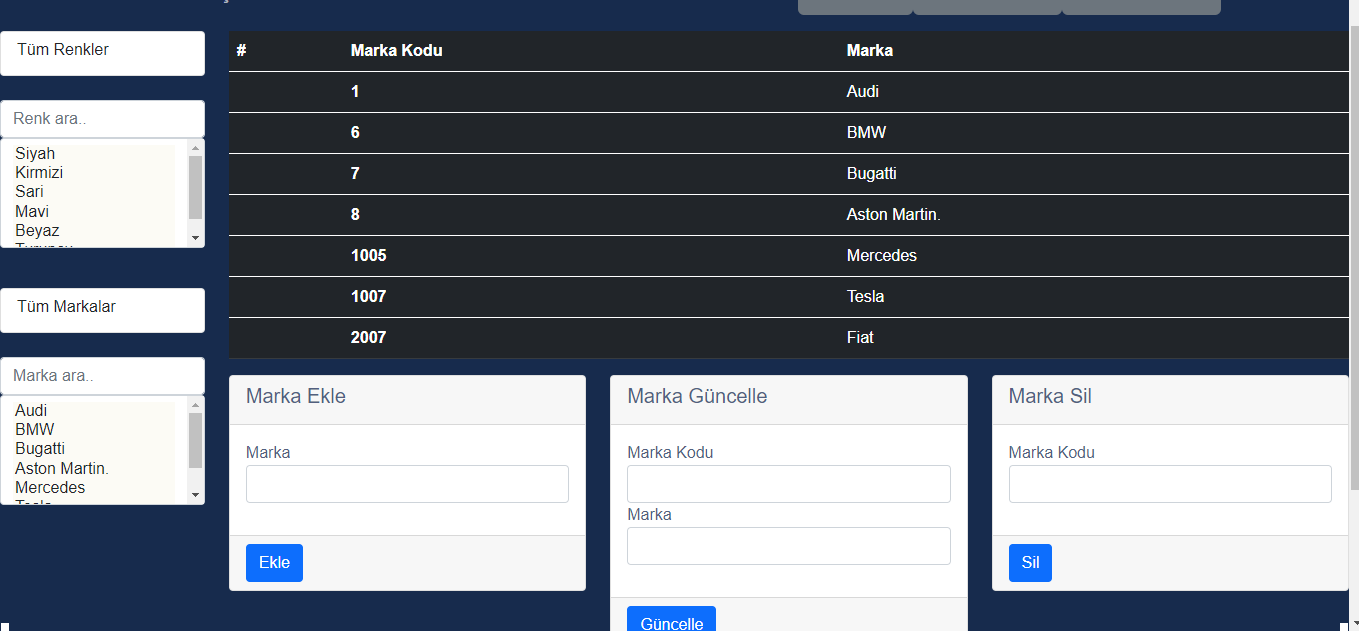 Tüm Renkler
Renk ara..
Siyah
Kirmizi
Sari
Mavi
Beyaz
Tüm Markalar
Marka ara..
Audi
BMW
Bugatti
Aston Martin.
Mercedes
# Marka Kodu Marka
1 Audi
6 BMW
7 Bugatti
8 Aston Martin.
1005 Mercedes
1007 Tesla
2007 Fiat
Marka Ekle
Marka
Ekle
Marka Güncelle
Marka Kodu
Marka
Güncelle
Marka Sil
Marka Kodu
Sil